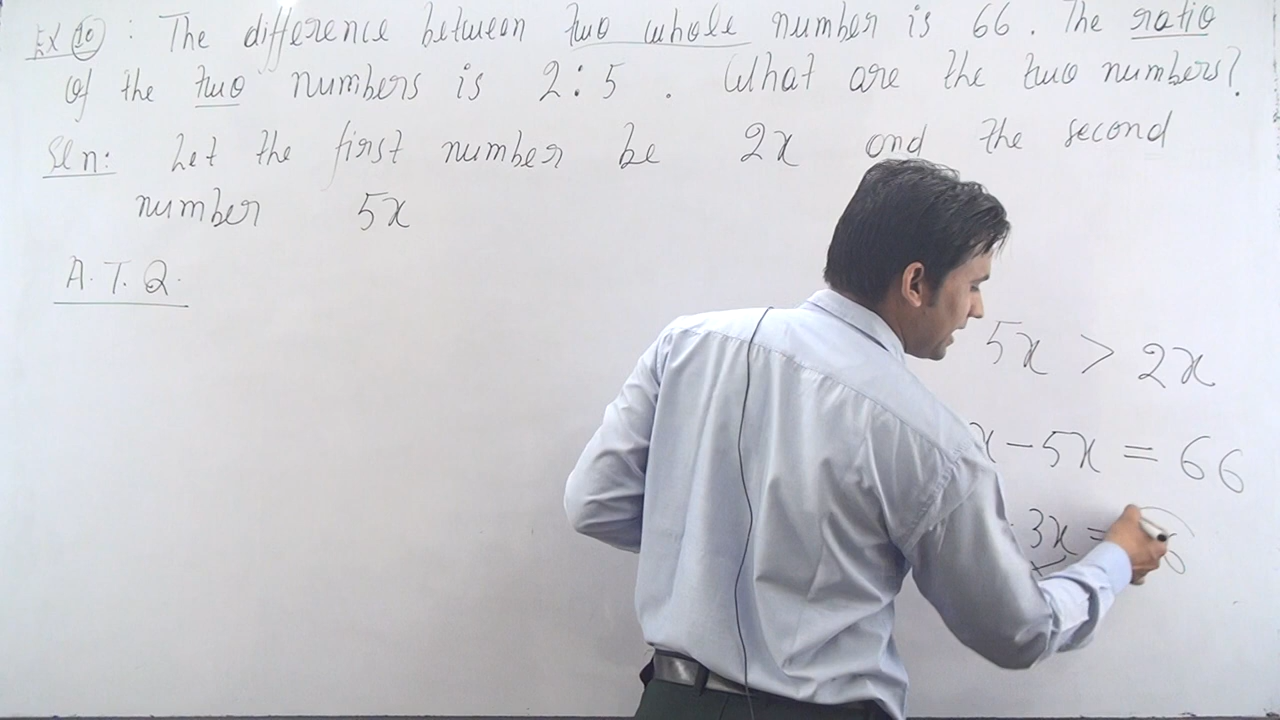 Ex 10 : The difference between two whole number is 66 . The ratio
of the two numbers is 2 : 5 . What are the two numbers?
Sln: Let the first number be 2x and the second
number 5x
A. T. Q.
5x > 2x
x - 5x = 66
3x =